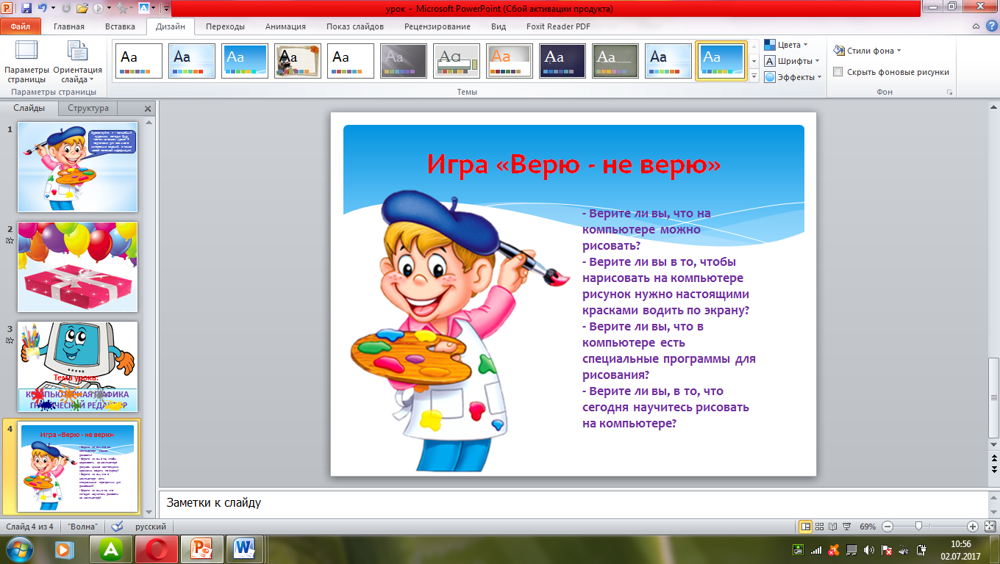 урок - Microsoft PowerPoint (Сбой активации продукта)
Файл Главная Вставка Дизайн Переходы Анимация Показ слайдов Рецензирование Вид Foxit Reader PDF
Параметры страницы
Ориентация слайда
Aa Aa Aa Aa Aa Aa Aa Aa Aa Aa Aa Aa
Цвета
Шрифты
Эффекты
Стили фона
Скрыть фоновые рисунки
Параметры страницы
Темы
Фон
Слайды Структура
1
2
3
Тема урока:
КОМПЬЮТЕРНАЯ ГРАФИКА
ГРАФИЧЕСКИЙ РЕДАКТОР
4
Игра «Верю - не верю»
Игра «Верю - не верю»
- Верите ли вы, что на
компьютере можно
рисовать?
- Верите ли вы в то, чтобы
нарисовать на компьютере
рисунок нужно настоящими
красками водить по экрану?
- Верите ли вы, что в
компьютере есть
специальные программы для
рисования?
- Верите ли вы, в то, что
сегодня научитесь рисовать
на компьютере?
Заметки к слайду
Слайд 4 из 4 "Волна" русский 69%
10:56
02.07.2017